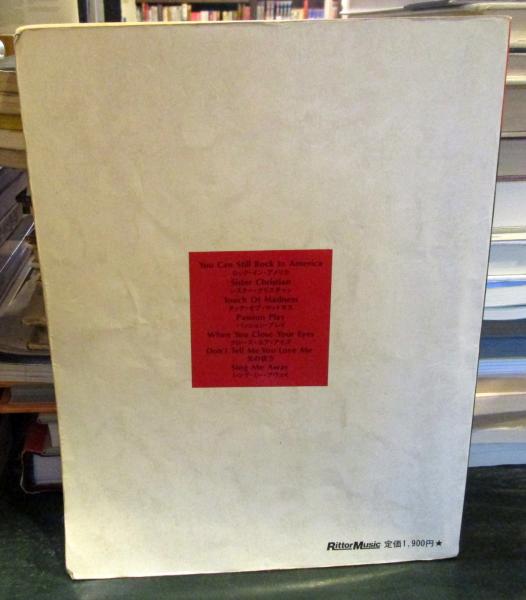 You Can Still Rock In America
ロック・イン・アメリカ
Sister Christian
シスター・クリスチャン
Touch Of Madness
タッチ・オブ・マッドネス
Passion Play
パッション・プレイ
When You Close Your Eyes
クローズ・ユア・アイズ
Don't Tell Me You Love Me
炎の彼方
Sing Me Away
シング・ミー・アウェイ
RittorMusic 定価1,900円★